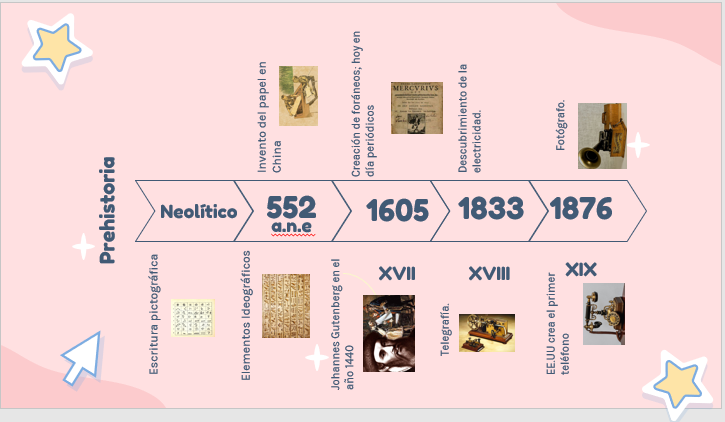 Prehistoria
Neolítico
552
a.n.e
1605
1833
1876
Invento del papel en
China
Creación de foráneos; hoy en
día periódicos
MERCVRIVS
Descubrimiento de la
electricidad.
Fotógrafo.
Escritura pictográfica
Elementos Ideográficos
Johannes Gutenberg en el
año 1440
XVII
Telegrafía.
XVIII
EE.UU crea el primer
teléfono
XIX